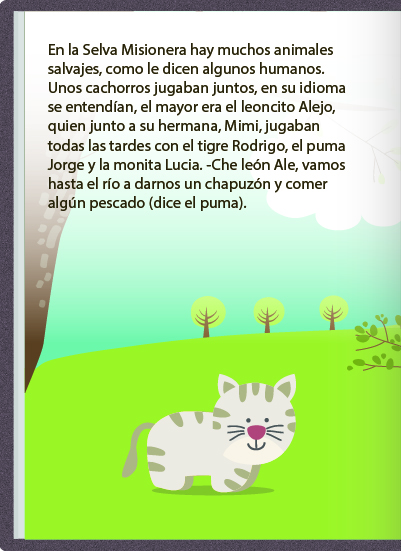 En la Selva Misionera hay muchos animales
salvajes, como le dicen algunos humanos.
Unos cachorros jugaban juntos, en su idioma
se entendían, el mayor era el leoncito Alejo,
quien junto a su hermana, Mimi, jugaban
todas las tardes con el tigre Rodrigo, el puma
Jorge y la monita Lucia. -Che león Ale, vamos
hasta el río a darnos un chapuzón y comer
algún pescado (dice el puma).